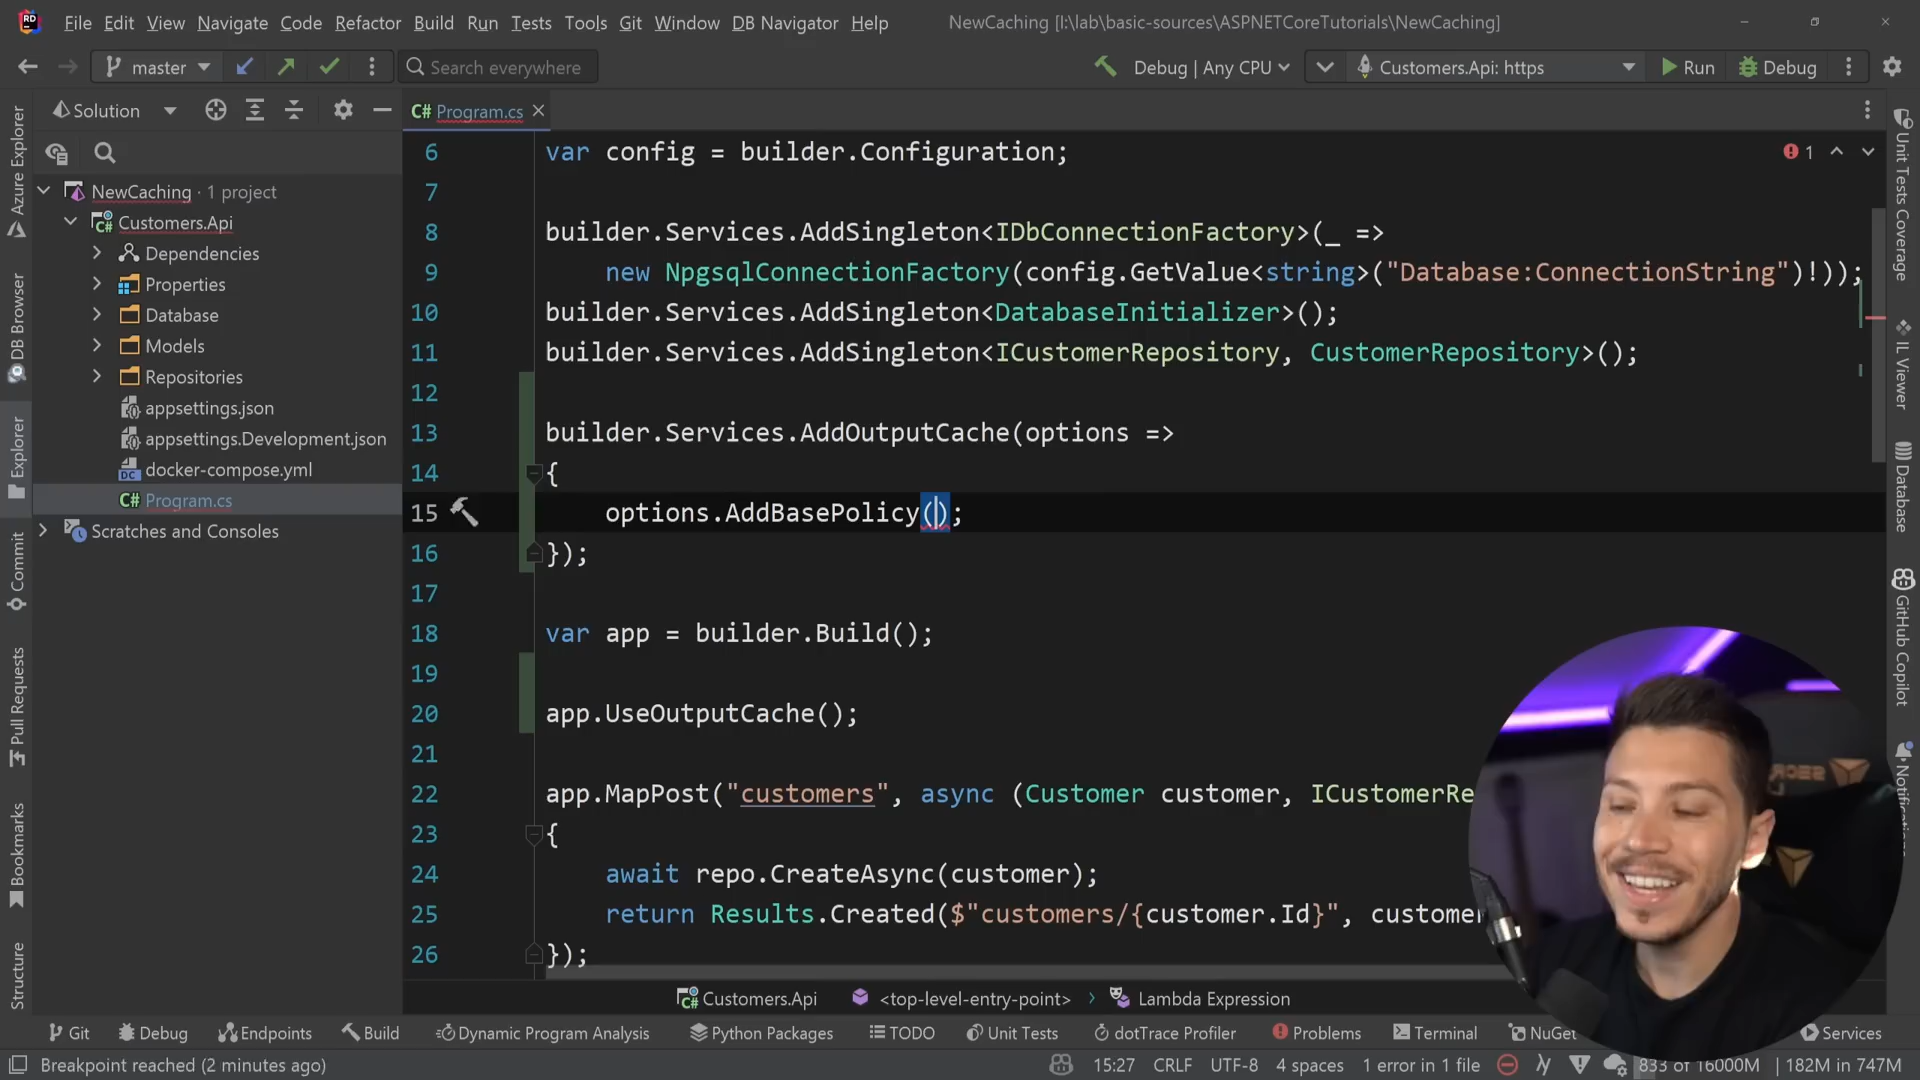 RD File Edit View Navigate Code Refactor Build Run Tests Tools Git Window DB Navigator Help NewCaching [I:\lab\basic-sources\ASPNETCoreTutorials\NewCaching]
master Search everywhere Debug | Any CPU Customers.Api: https Run Debug
Solution
C# Program.cs
NewCaching · 1 project
Customers.Api
Dependencies
Properties
Database
Models
Repositories
appsettings.json
appsettings.Development.json
docker-compose.yml
C# Program.cs
Scratches and Consoles
Azure Explorer
DB Browser
Explorer
Commit
Pull Requests
Bookmarks
Structure
6 var config = builder.Configuration;
7
8 builder.Services.AddSingleton<IDbConnectionFactory>(_ =>
9 new NpgsqlConnectionFactory(config.GetValue<string>("Database:ConnectionString")!));
10 builder.Services.AddSingleton<DatabaseInitializer>();
11 builder.Services.AddSingleton<ICustomerRepository, CustomerRepository>();
12
13 builder.Services.AddOutputCache(options =>
14 {
15 options.AddBasePolicy();
16 });
17
18 var app = builder.Build();
19
20 app.UseOutputCache();
21
22 app.MapPost("customers", async (Customer customer, ICustomerRe
23 {
24 await repo.CreateAsync(customer);
25 return Results.Created($"customers/{customer.Id}", customer
26 });
1
Unit Tests Coverage
IL Viewer
Database
GitHub Copilot
Notifications
Customers.Api <top-level-entry-point> Lambda Expression
Git Debug Endpoints Build Dynamic Program Analysis Python Packages TODO Unit Tests dotTrace Profiler Problems Terminal NuGet Services
Breakpoint reached (2 minutes ago) 15:27 CRLF UTF-8 4 spaces 1 error in 1 file 833 of 16000M 182M in 747M